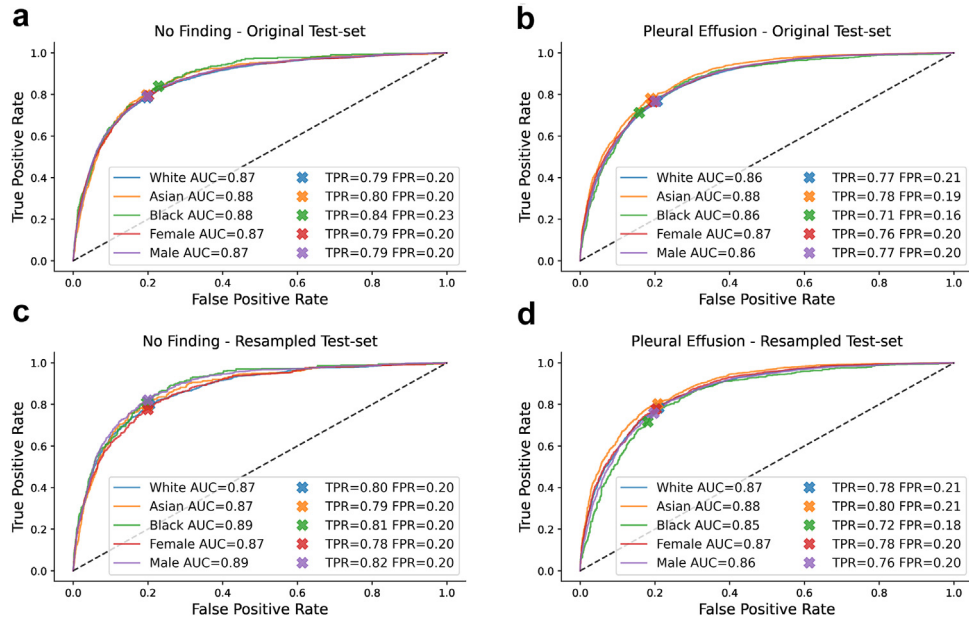 a
No Finding - Original Test-set
True Positive Rate
1.0
0.8
0.6
0.4
0.2
0.0
White AUC=0.87 TPR=0.79 FPR=0.20
Asian AUC=0.88 TPR=0.80 FPR=0.20
Black AUC=0.88 TPR=0.84 FPR=0.23
Female AUC=0.87 TPR=0.79 FPR=0.20
Male AUC=0.87 TPR=0.79 FPR=0.20
0.0 0.2 0.4 0.6 0.8 1.0
False Positive Rate
b
Pleural Effusion - Original Test-set
True Positive Rate
1.0
0.8
0.6
0.4
0.2
0.0
White AUC=0.86 TPR=0.77 FPR=0.21
Asian AUC=0.88 TPR=0.78 FPR=0.19
Black AUC=0.86 TPR=0.71 FPR=0.16
Female AUC=0.87 TPR=0.76 FPR=0.20
Male AUC=0.86 TPR=0.77 FPR=0.20
0.0 0.2 0.4 0.6 0.8 1.0
False Positive Rate
c
No Finding - Resampled Test-set
True Positive Rate
1.0
0.8
0.6
0.4
0.2
0.0
White AUC=0.87 TPR=0.80 FPR=0.20
Asian AUC=0.87 TPR=0.79 FPR=0.20
Black AUC=0.89 TPR=0.81 FPR=0.20
Female AUC=0.87 TPR=0.78 FPR=0.20
Male AUC=0.89 TPR=0.82 FPR=0.20
0.0 0.2 0.4 0.6 0.8 1.0
False Positive Rate
d
Pleural Effusion - Resampled Test-set
True Positive Rate
1.0
0.8
0.6
0.4
0.2
0.0
White AUC=0.87 TPR=0.78 FPR=0.21
Asian AUC=0.88 TPR=0.80 FPR=0.21
Black AUC=0.85 TPR=0.72 FPR=0.18
Female AUC=0.87 TPR=0.78 FPR=0.20
Male AUC=0.86 TPR=0.76 FPR=0.20
0.0 0.2 0.4 0.6 0.8 1.0
False Positive Rate